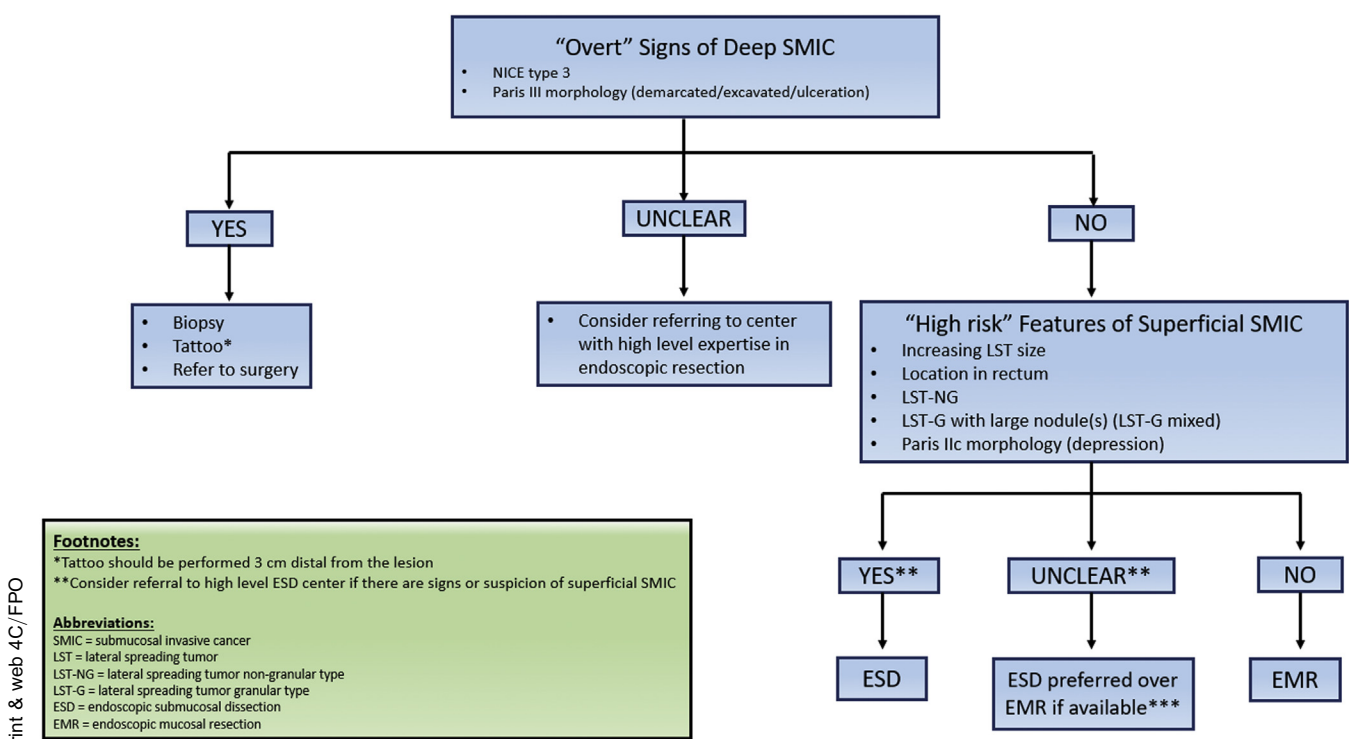 “Overt” Signs of Deep SMIC
• NICE type 3
• Paris III morphology (demarcated/excavated/ulceration)
YES
UNCLEAR
NO
• Biopsy
• Tattoo*
• Refer to surgery
• Consider referring to center
with high level expertise in
endoscopic resection
“High risk” Features of Superficial SMIC
• Increasing LST size
• Location in rectum
• LST-NG
• LST-G with large nodule(s) (LST-G mixed)
• Paris IIc morphology (depression)
YES**
UNCLEAR**
NO
ESD
ESD preferred over
EMR if available***
EMR
Footnotes:
*Tattoo should be performed 3 cm distal from the lesion
**Consider referral to high level ESD center if there are signs or suspicion of superficial SMIC
Abbreviations:
SMIC = submucosal invasive cancer
LST = lateral spreading tumor
LST-NG = lateral spreading tumor non-granular type
LST-G = lateral spreading tumor granular type
ESD = endoscopic submucosal dissection
EMR = endoscopic mucosal resection
rint & web 4C/FPO